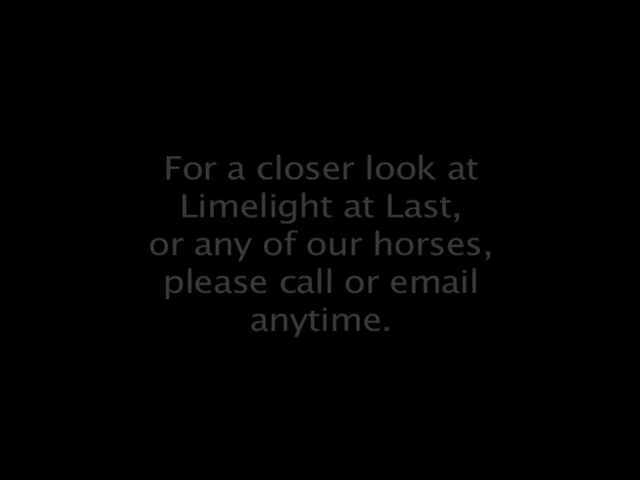 For a closer look at
Limelight at Last,
or any of our horses,
please call or email
anytime.